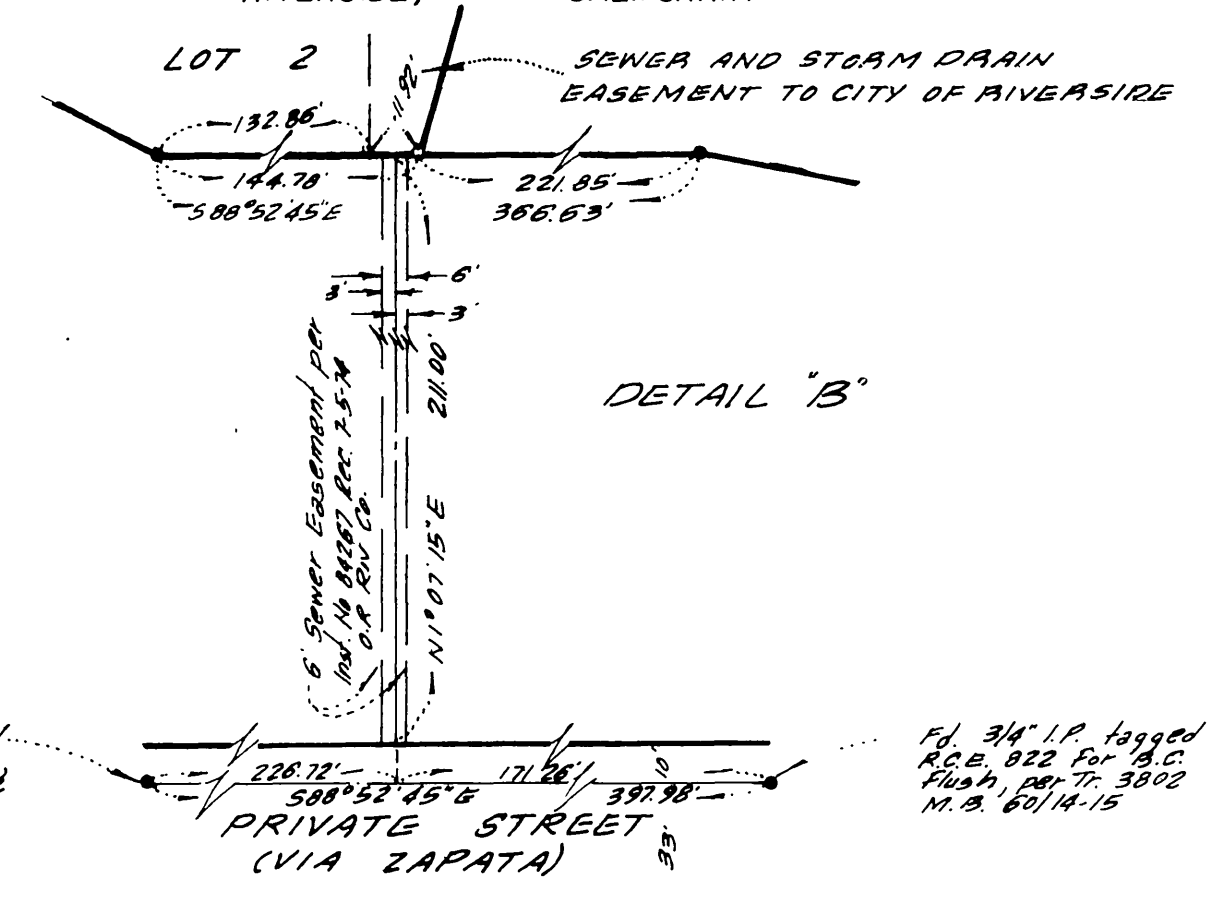 LOT 2
SEWER AND STORM DRAIN
EASEMENT TO CITY OF RIVERSIDE
11.92'
132.86'
144.78'
221.85'
S88°52'45"E
366.63'
6'
3'
3'
6' Sewer Easement per
Inst. No 84267 Rec. 7-5-74
O.R Riv Co.
211.00'
N1°07'15"E
DETAIL "B"
226.72'
171.26'
10'
S88°52'45"E
397.98'
PRIVATE STREET
(VIA ZAPATA)
33'
Fd. 3/4" I.P. tagged
R.C.E. 822 for B.C.
Flush, per Tr. 3802
M.B. 60/14-15